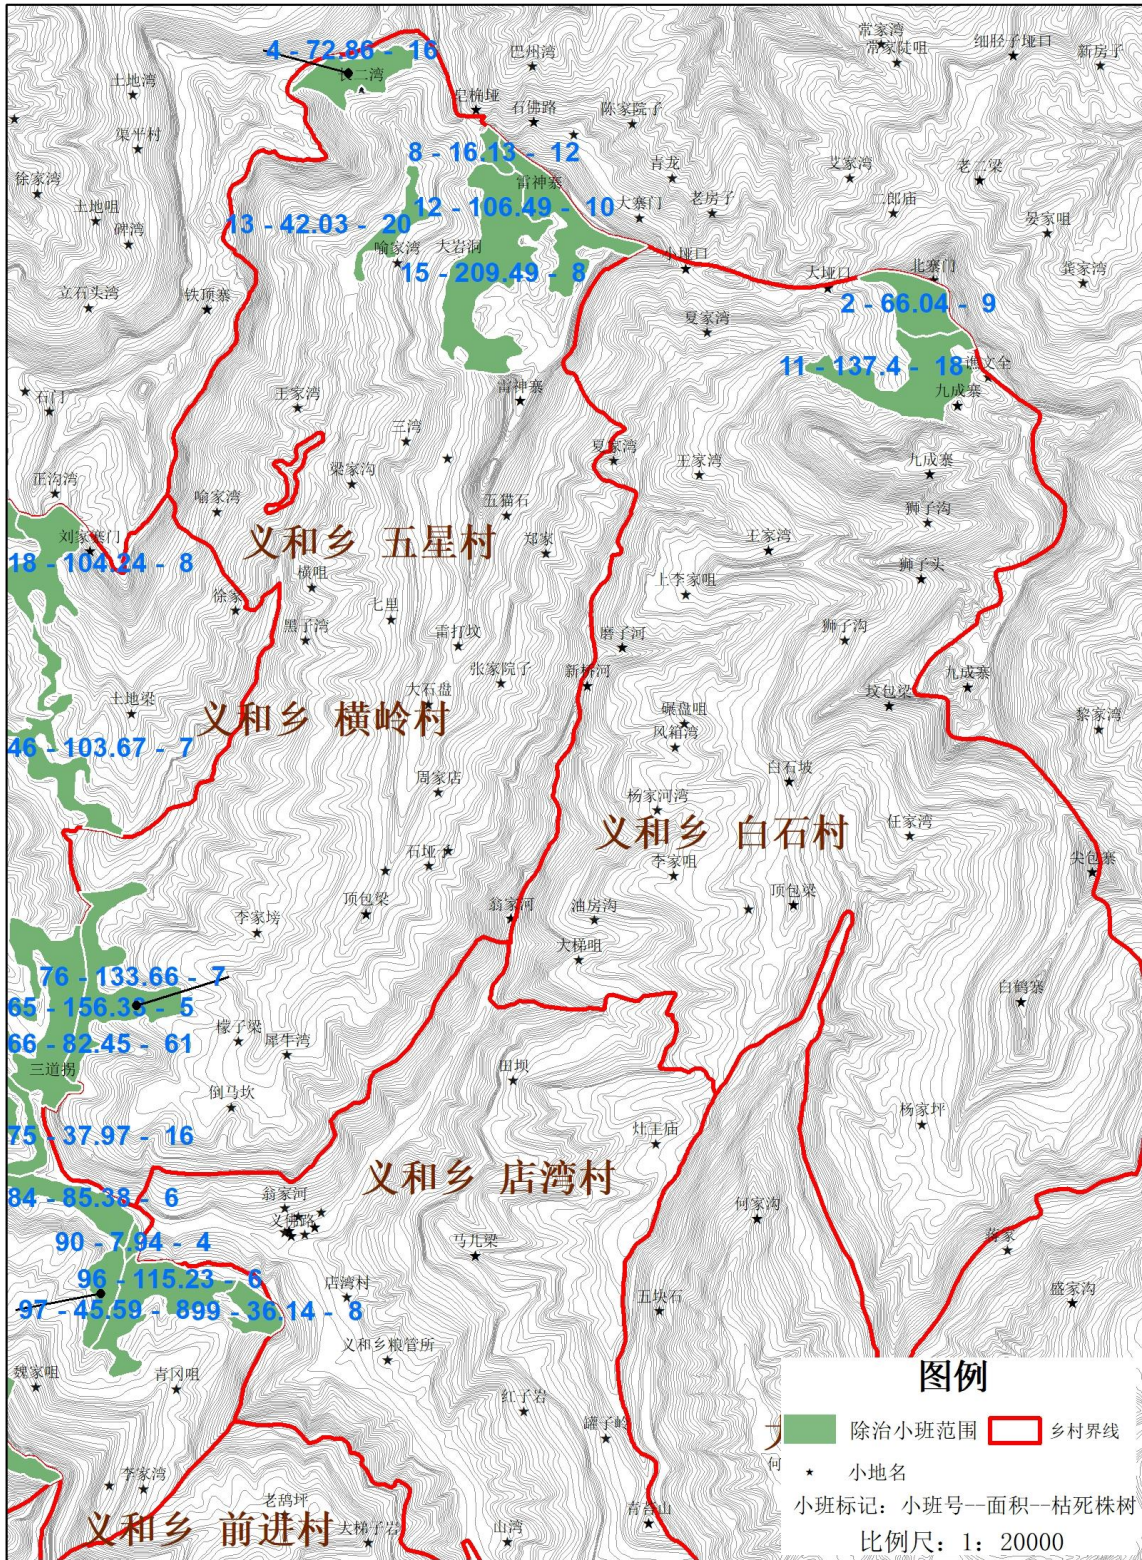 常家湾
常家陡咀
细胫子垭口
新房子
4 - 72.86 - 16
巴州湾
长二湾
土地湾
石佛路
陈家院子
渠平村
8 - 16.13 - 12
青龙
艾家湾
老二梁
徐家湾
雷神寨
12 - 106.49 - 10
大寨门
老房子
二郎庙
土地咀
碑湾
13 - 42.03 - 20
晏家咀
喻家湾
大岩洞
小垭口
15 - 209.49 - 8
大垭口
北寨门
龚家湾
立石头湾
铁顶寨
2 - 66.04 - 9
夏家湾
11 - 137.4 - 18
谯文全
石门
王家湾
雷神寨
九成寨
三湾
夏家湾
王家湾
九成寨
正沟湾
梁家沟
喻家湾
五猫石
狮子沟
刘家寨门
义和乡 五星村
郑家
王家湾
18 - 104.24 - 8
横咀
上李家咀
狮子头
徐家
七里
黑子湾
雷打坟
磨子河
狮子沟
张家院子
新桥河
九成寨
土地梁
大石盘
坟包梁
义和乡 横岭村
碾盘咀
风箱湾
黎家湾
46 - 103.67 - 7
周家店
白石坡
杨家河湾
义和乡 白石村
任家湾
石垭子
李家咀
尖包寨
顶包梁
顶包梁
李家塝
翁家河
油房沟
大梯咀
76 - 133.66 - 7
65 - 156.33 - 5
白鹤寨
66 - 82.45 - 61
檬子梁
犀牛湾
三道拐
田坝
倒马坎
杨家坪
75 - 37.97 - 16
灶王庙
义和乡 店湾村
84 - 85.38 - 6
翁家河
何家沟
义佛路
90 - 7.94 - 4
马儿梁
蒋家
96 - 115.23 - 6
店湾村
盛家沟
97 - 45.59 - 8
99 - 36.14 - 8
五块石
义和乡粮管所
魏家咀
青冈咀
红子岩
罐子岭
李家湾
老鸹坪
青苔山
义和乡 前进村
大梯子岩
山湾
图例
除治小班范围
乡村界线
小地名
小班标记：小班号--面积--枯死株树
比例尺：1：20000